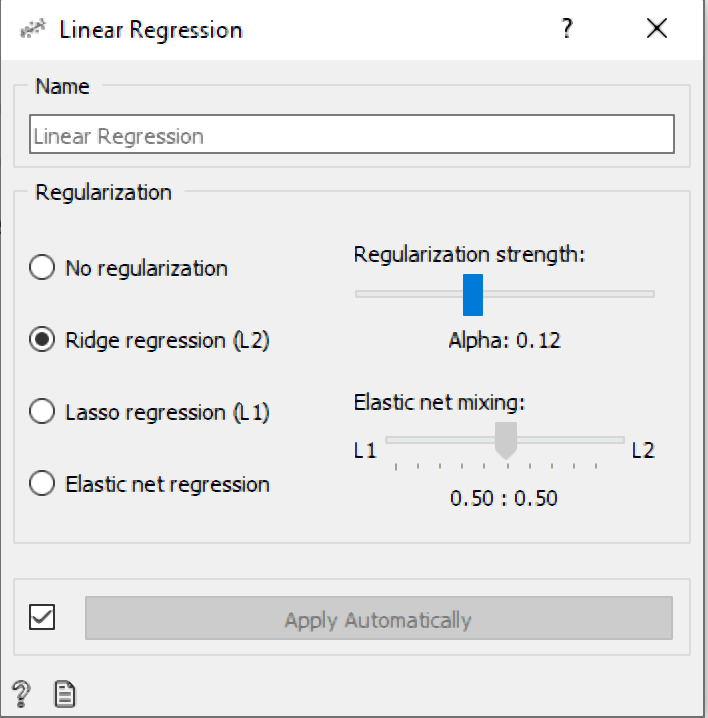 Linear Regression
Name
Linear Regression
Regularization
No regularization
Regularization strength:
Ridge regression (L2)
Alpha: 0.12
Lasso regression (L1)
Elastic net mixing:
L1 L2
Elastic net regression
0.50 : 0.50
Apply Automatically